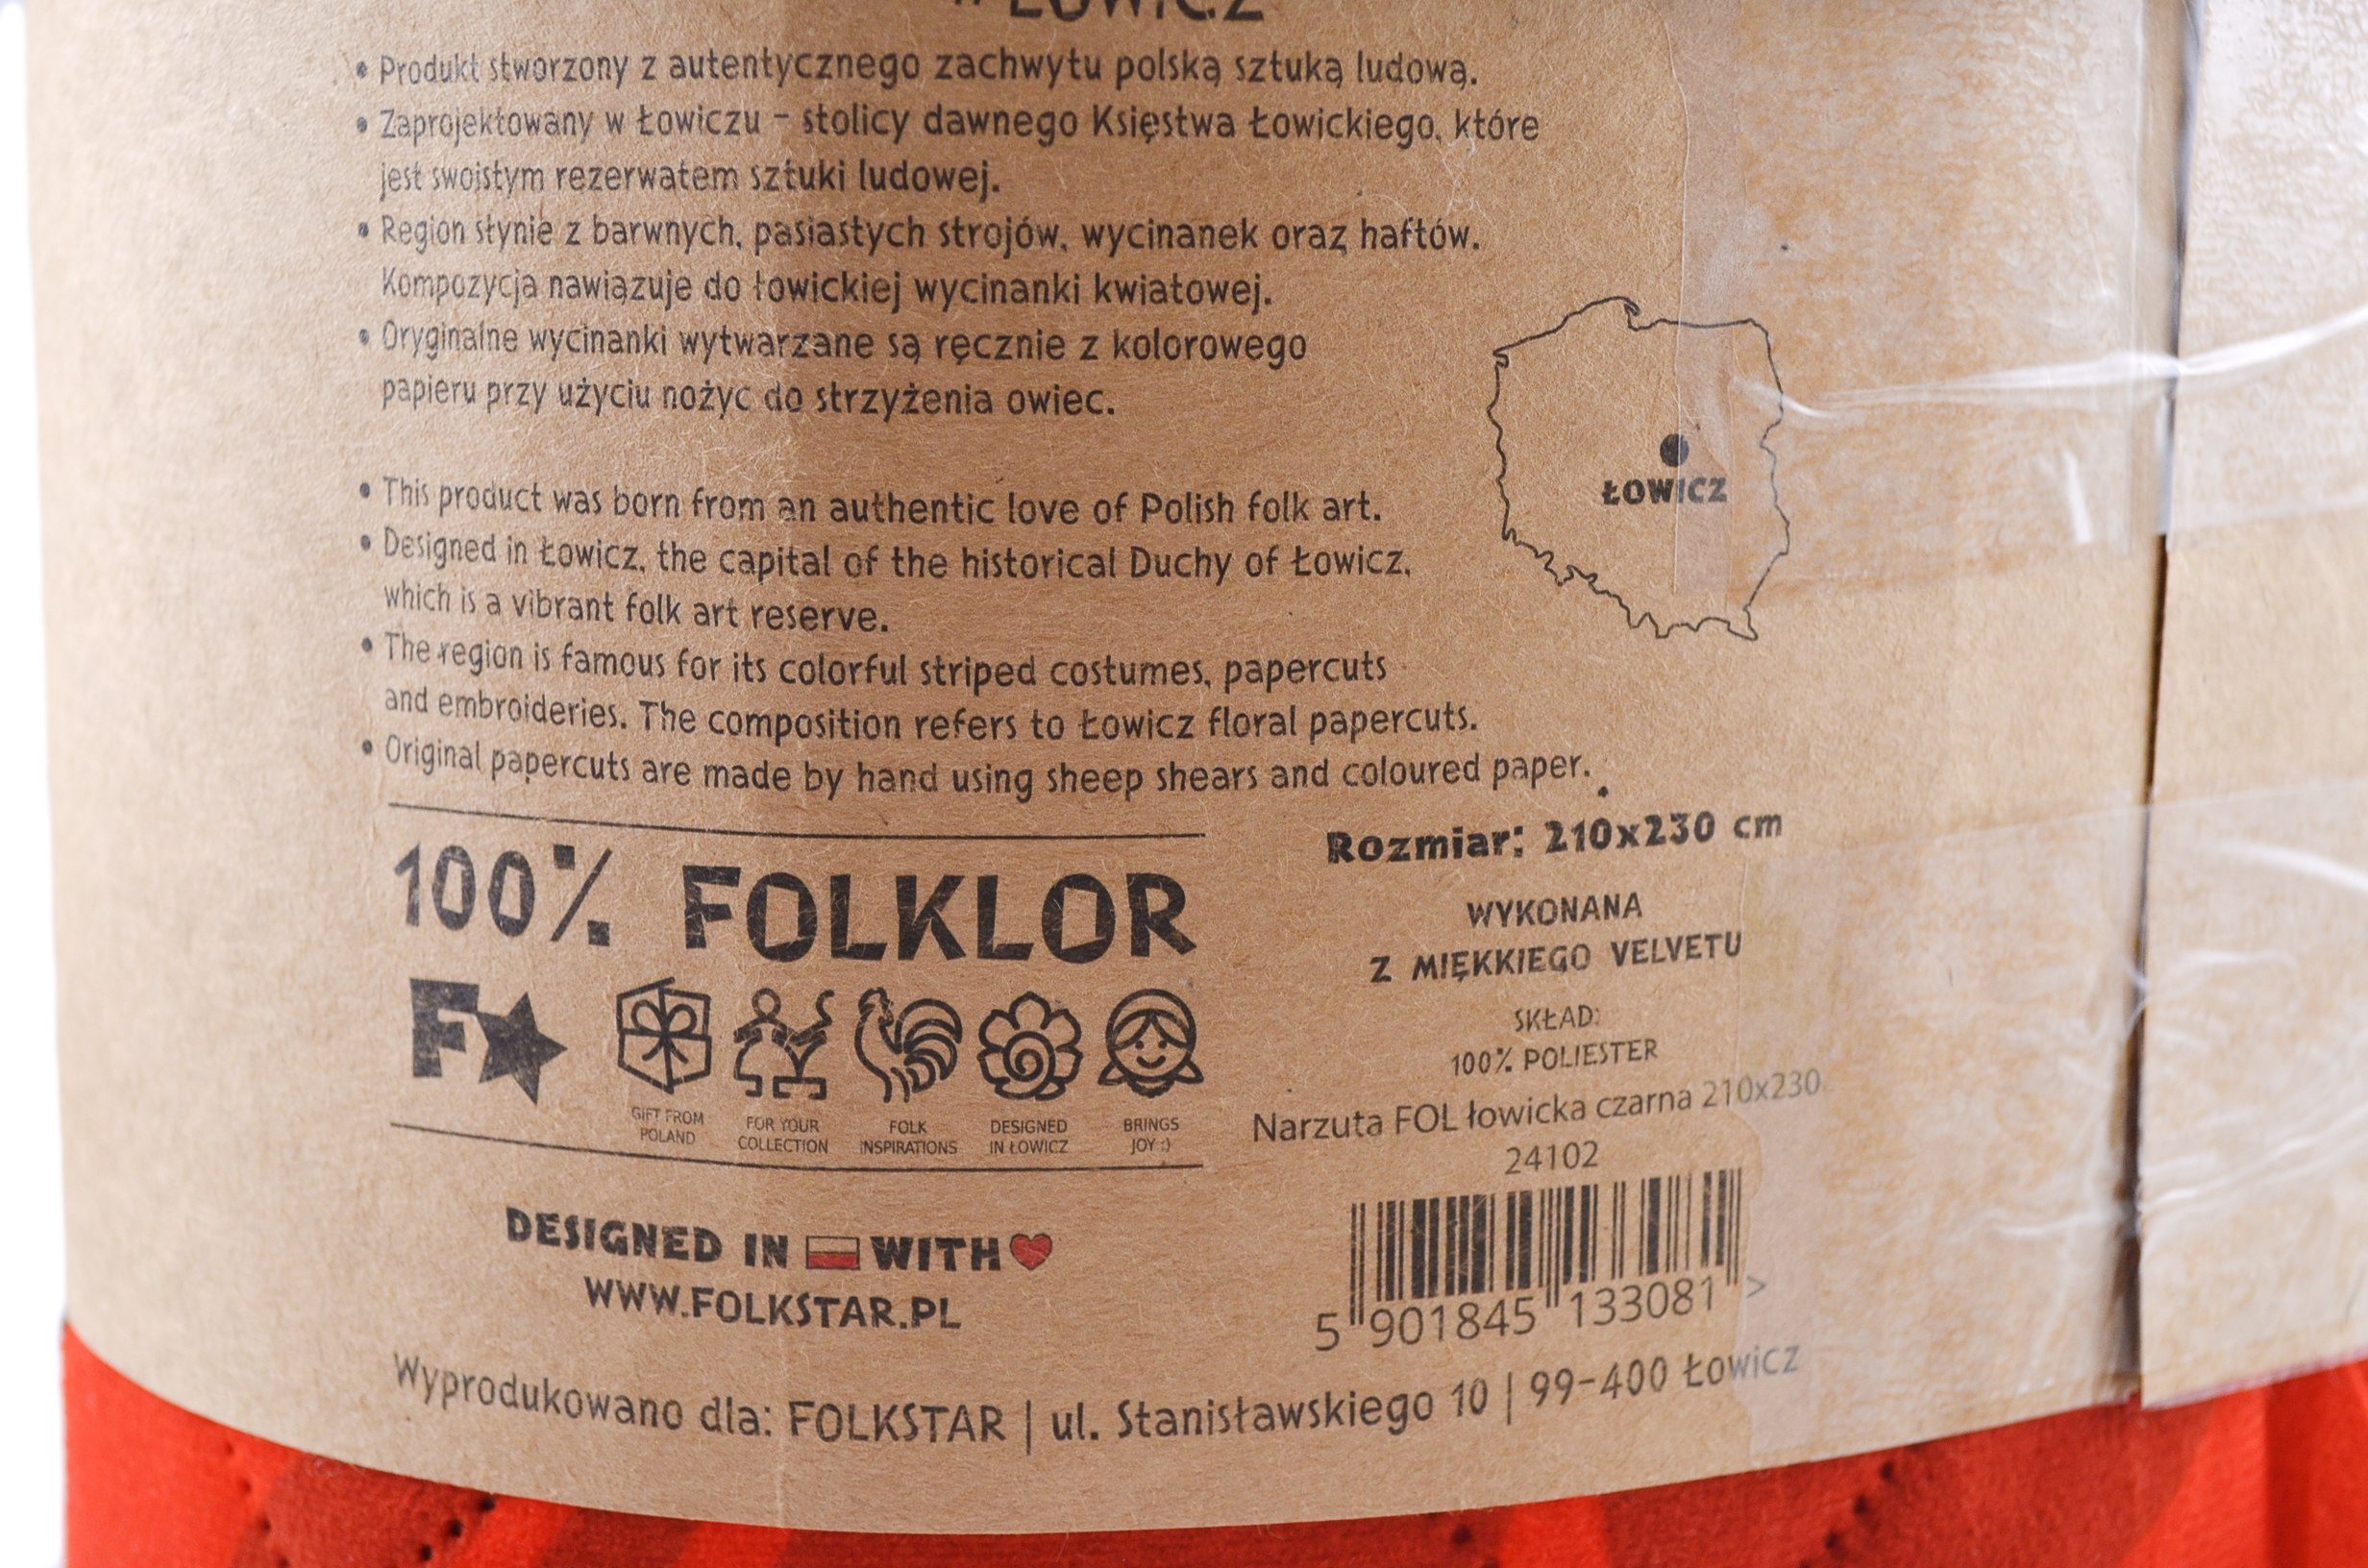 # ŁOWICZ
• Produkt stworzony z autentycznego zachwytu polską sztuką ludową.
• Zaprojektowany w Łowiczu – stolicy dawnego Księstwa Łowickiego, które
jest swoistym rezerwatem sztuki ludowej.
• Region słynie z barwnych, pasiastych strojów, wycinanek oraz haftów.
Kompozycja nawiązuje do łowickiej wycinanki kwiatowej.
• Oryginalne wycinanki wytwarzane są ręcznie z kolorowego
papieru przy użyciu nożyc do strzyżenia owiec.
ŁOWICZ
• This product was born from an authentic love of Polish folk art.
• Designed in Łowicz, the capital of the historical Duchy of Łowicz,
which is a vibrant folk art reserve.
• The region is famous for its colorful striped costumes, papercuts
and embroideries. The composition refers to Łowicz floral papercuts.
• Original papercuts are made by hand using sheep shears and coloured paper.
100% FOLKLOR
F★
GIFT FROM
POLAND
FOR YOUR
COLLECTION
FOLK
INSPIRATIONS
DESIGNED
IN ŁOWICZ
BRINGS
JOY :)
Rozmiar: 210x230 cm
WYKONANA
Z MIĘKKIEGO VELVETU
SKŁAD:
100% POLIESTER
Narzuta FOL łowicka czarna 210x230
24102
5 901845 133081 >
DESIGNED IN WITH
WWW.FOLKSTAR.PL
Wyprodukowano dla: FOLKSTAR | ul. Stanisławskiego 10 | 99-400 Łowicz